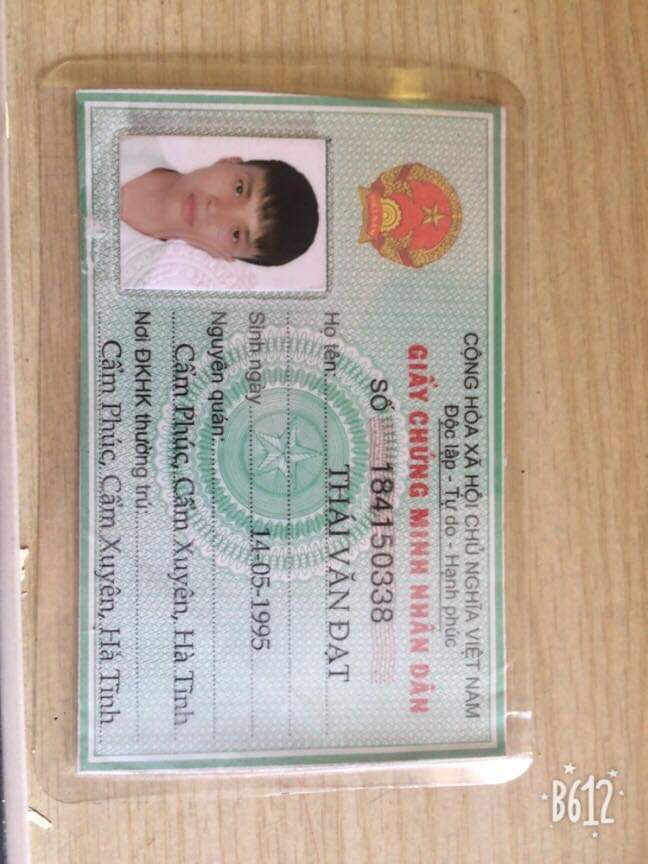 CỘNG HÒA XÃ HỘI CHỦ NGHĨA VIỆT NAM
Độc lập - Tự do - Hạnh phúc
GIẤY CHỨNG MINH NHÂN DÂN
SỐ 184150338
Họ tên: THÁI VĂN ĐẠT
Sinh ngày 14-05-1995
Nguyên quán:
Cẩm Phúc, Cẩm Xuyên, Hà Tĩnh
Nơi ĐKHK thường trú:
Cẩm Phúc, Cẩm Xuyên, Hà Tĩnh
B612